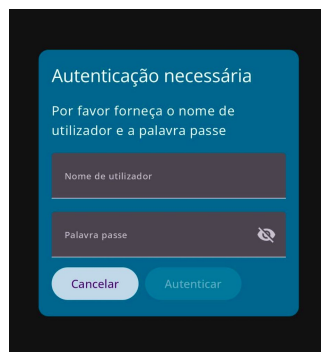 Autenticação necessária
Por favor forneça o nome de
utilizador e a palavra passe
Nome de utilizador
Palavra passe
Cancelar
Autenticar